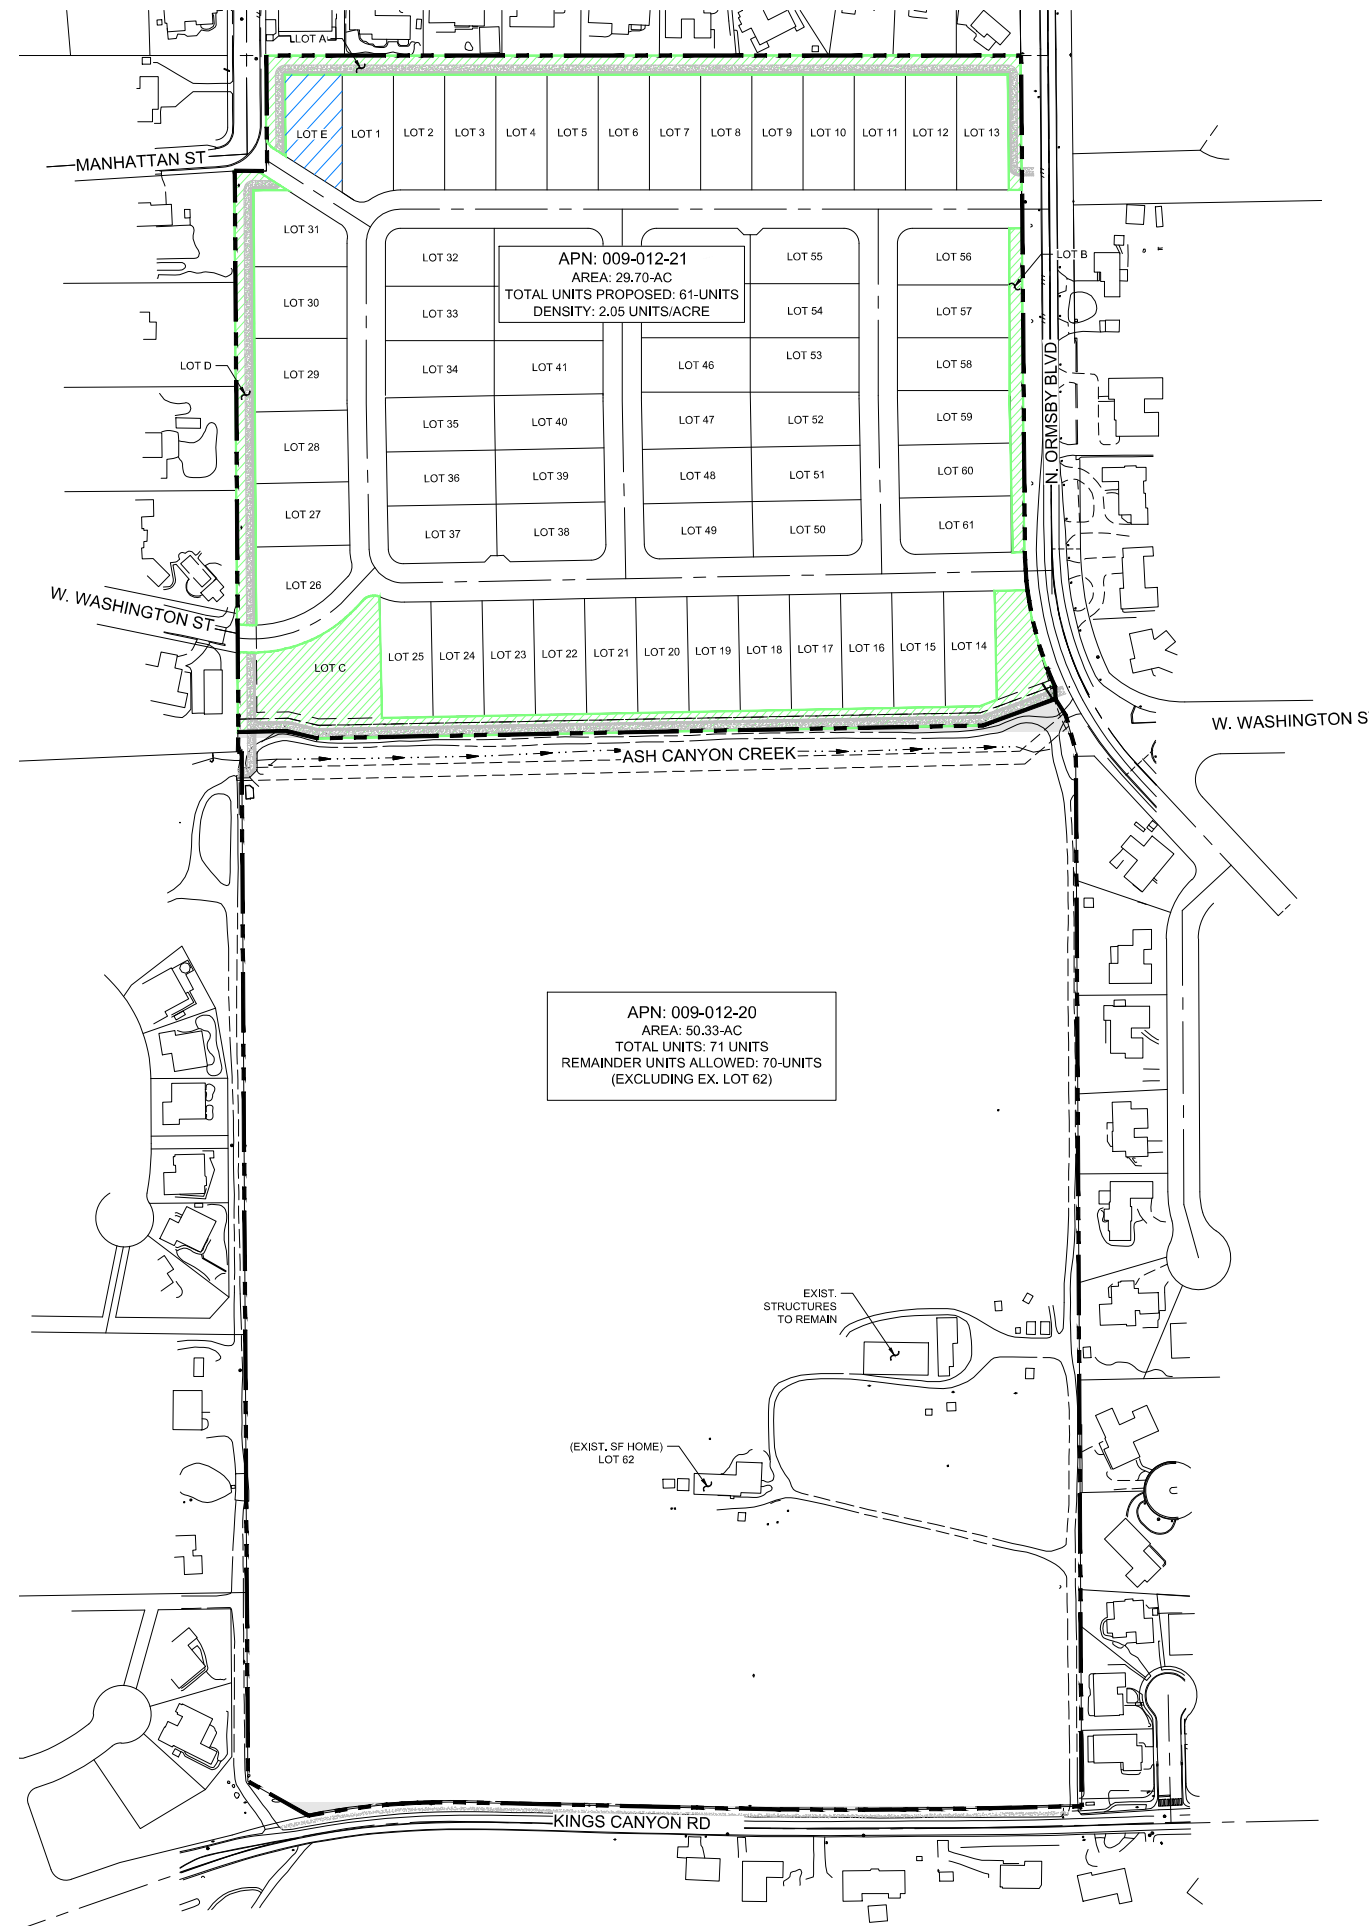 LOT A
LOT E
LOT 1
LOT 2
LOT 3
LOT 4
LOT 5
LOT 6
LOT 7
LOT 8
LOT 9
LOT 10
LOT 11
LOT 12
LOT 13
MANHATTAN ST
LOT 31
LOT 32
APN: 009-012-21
AREA: 29.70-AC
TOTAL UNITS PROPOSED: 61-UNITS
DENSITY: 2.05 UNITS/ACRE
LOT 55
LOT 56
LOT B
LOT 30
LOT 33
LOT 54
LOT 57
LOT D
LOT 29
LOT 34
LOT 41
LOT 46
LOT 53
LOT 58
N. ORMSBY BLVD
LOT 28
LOT 35
LOT 40
LOT 47
LOT 52
LOT 59
LOT 36
LOT 39
LOT 48
LOT 51
LOT 60
LOT 27
LOT 37
LOT 38
LOT 49
LOT 50
LOT 61
LOT 26
W. WASHINGTON ST
LOT C
LOT 25
LOT 24
LOT 23
LOT 22
LOT 21
LOT 20
LOT 19
LOT 18
LOT 17
LOT 16
LOT 15
LOT 14
W. WASHINGTON S
ASH CANYON CREEK
APN: 009-012-20
AREA: 50.33-AC
TOTAL UNITS: 71 UNITS
REMAINDER UNITS ALLOWED: 70-UNITS
(EXCLUDING EX. LOT 62)
EXIST.
STRUCTURES
TO REMAIN
(EXIST. SF HOME)
LOT 62
KINGS CANYON RD